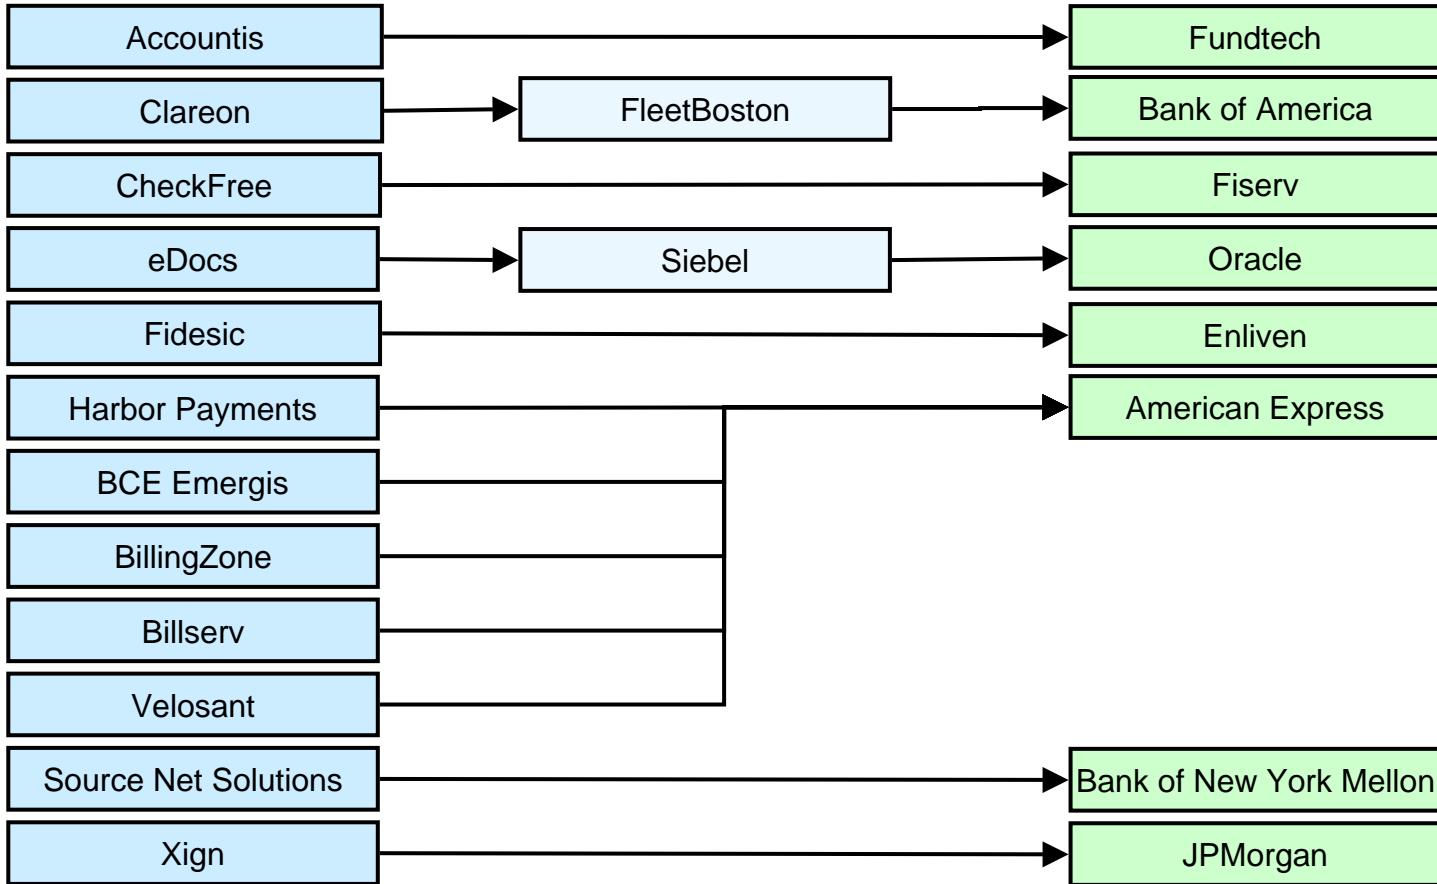 Accountis
Fundtech
Clareon
FleetBoston
Bank of America
CheckFree
Fiserv
eDocs
Siebel
Oracle
Fidesic
Enliven
Harbor Payments
American Express
BCE Emergis
BillingZone
Billserv
Velosant
Source Net Solutions
Bank of New York Mellon
Xign
JPMorgan